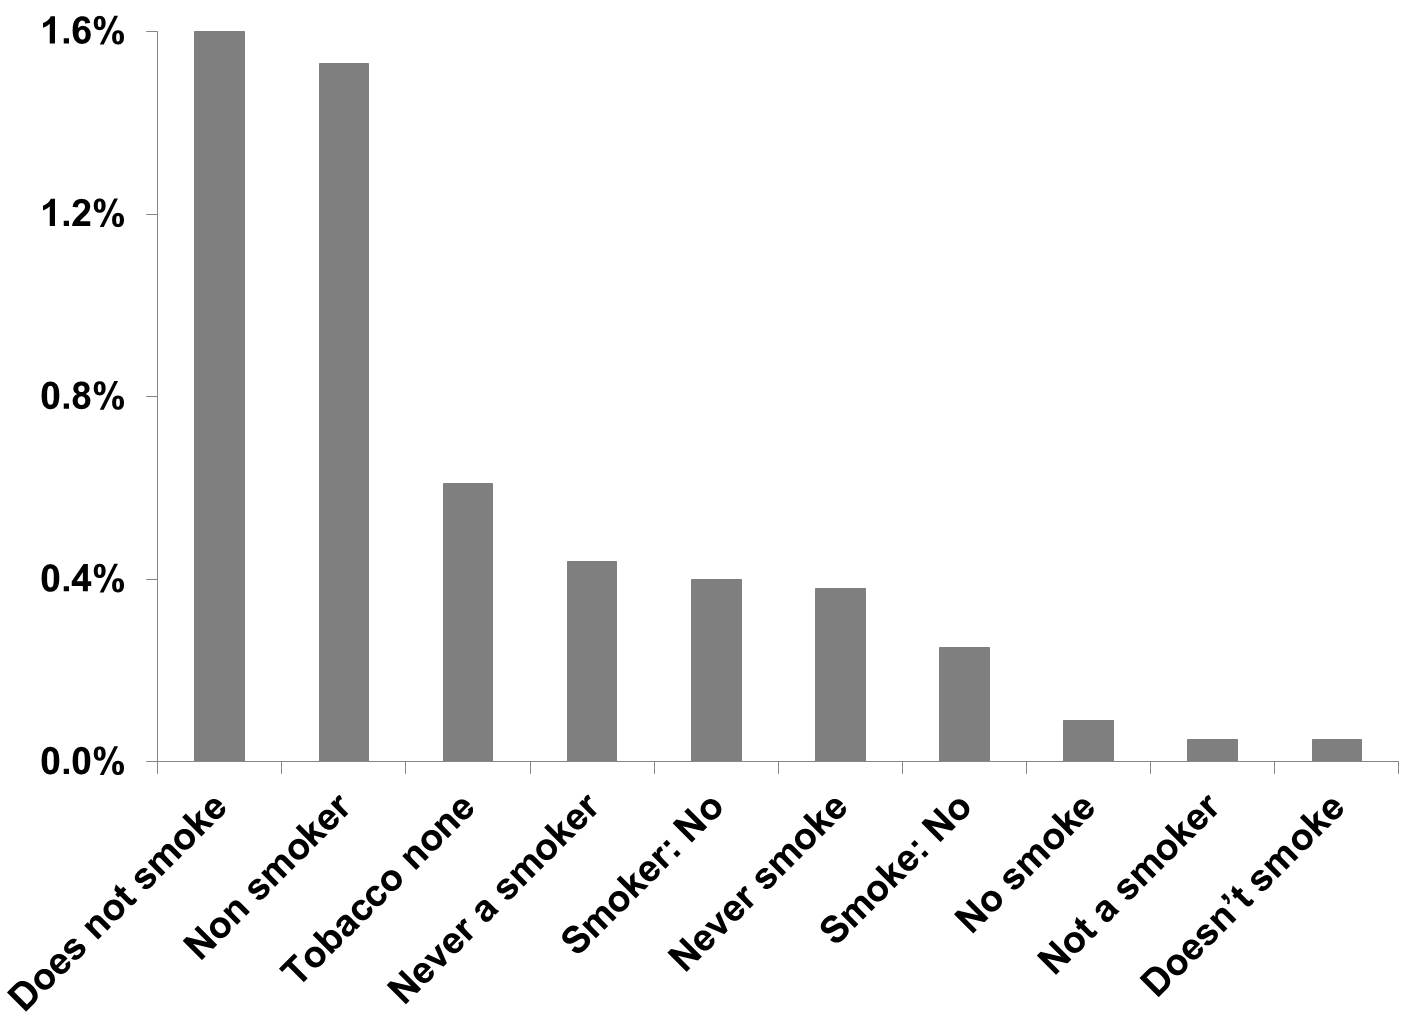 1.6%
1.2%
0.8%
0.4%
0.0%
Does not smoke
Non smoker
Tobacco none
Never a smoker
Smoker: No
Never smoke
Smoke: No
No smoke
Not a smoker
Doesn’t smoke